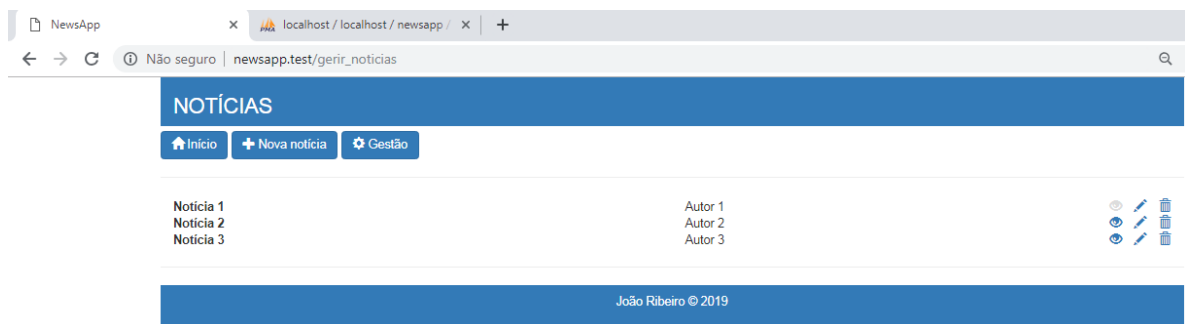 NewsApp
localhost / localhost / newsapp /
Não seguro | newsapp.test/gerir_noticias
NOTÍCIAS
Início
Nova notícia
Gestão
Notícia 1 Autor 1
Notícia 2 Autor 2
Notícia 3 Autor 3
João Ribeiro © 2019